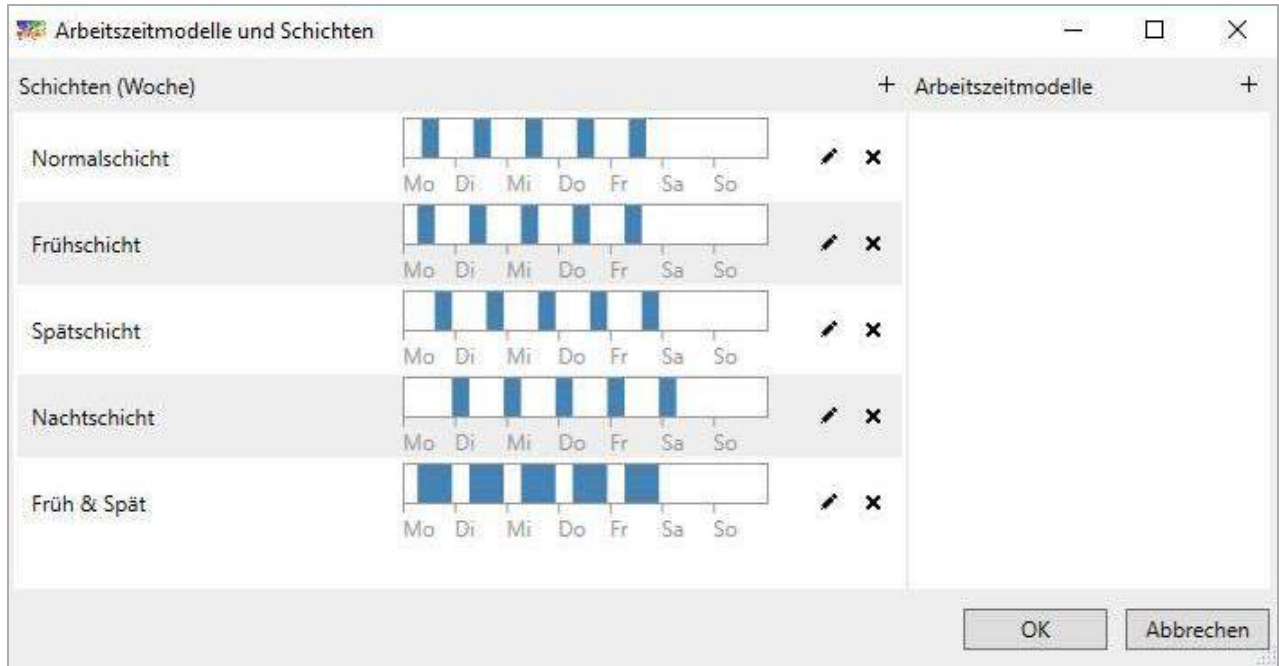 Arbeitszeitmodelle und Schichten
Schichten (Woche)
Arbeitszeitmodelle
Normalschicht
Mo Di Mi Do Fr Sa So
Frühschicht
Mo Di Mi Do Fr Sa So
Spätschicht
Mo Di Mi Do Fr Sa So
Nachtschicht
Mo Di Mi Do Fr Sa So
Früh & Spät
Mo Di Mi Do Fr Sa So
OK
Abbrechen